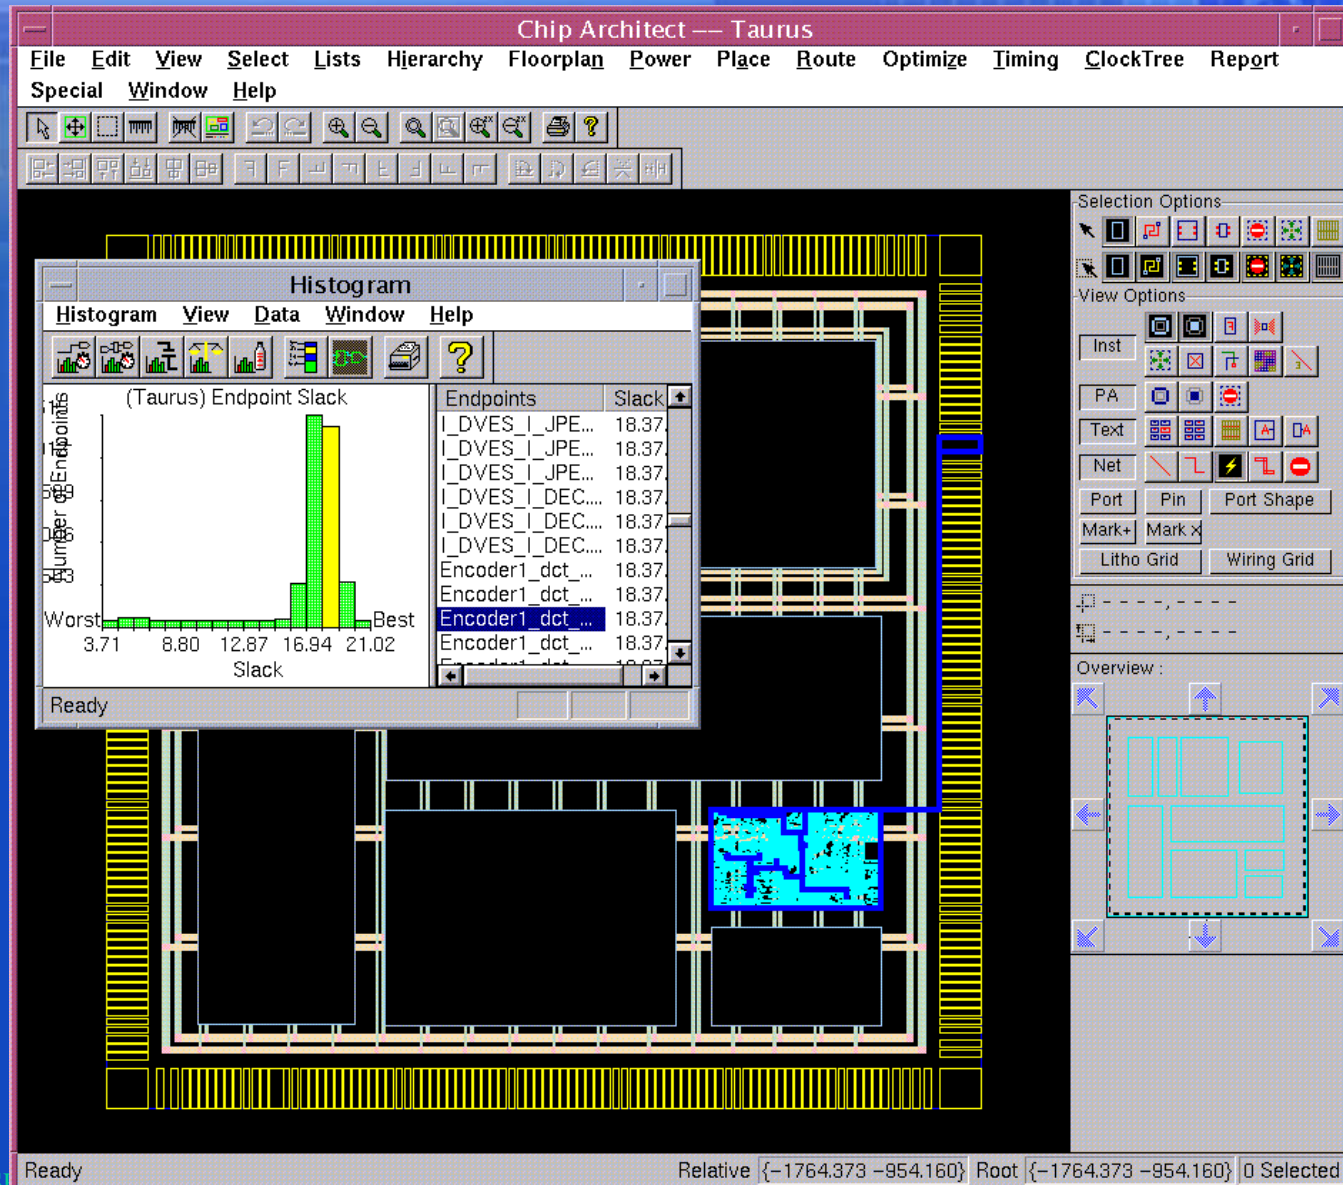 Chip Architect –– Taurus
File Edit View Select Lists Hierarchy Floorplan Power Place Route Optimize Timing ClockTree Report
Special Window Help
Selection Options
View Options
Inst
PA
Text
Net
Port Pin Port Shape
Mark+ Mark x
Litho Grid Wiring Grid
Overview :
Histogram
Histogram View Data Window Help
(Taurus) Endpoint Slack
Number of Endpoints
Worst Best
3.71 8.80 12.87 16.94 21.02
Slack
Endpoints Slack
I_DVES_I_JPE... 18.37
I_DVES_I_JPE... 18.37
I_DVES_I_JPE... 18.37
I_DVES_I_DEC.... 18.37
I_DVES_I_DEC.... 18.37
I_DVES_I_DEC.... 18.37
Encoder1_dct_... 18.37
Encoder1_dct_... 18.37
Encoder1_dct_... 18.37
Encoder1_dct_... 18.37
Ready
Ready
Relative {–1764.373 –954.160} Root {–1764.373 –954.160} 0 Selected